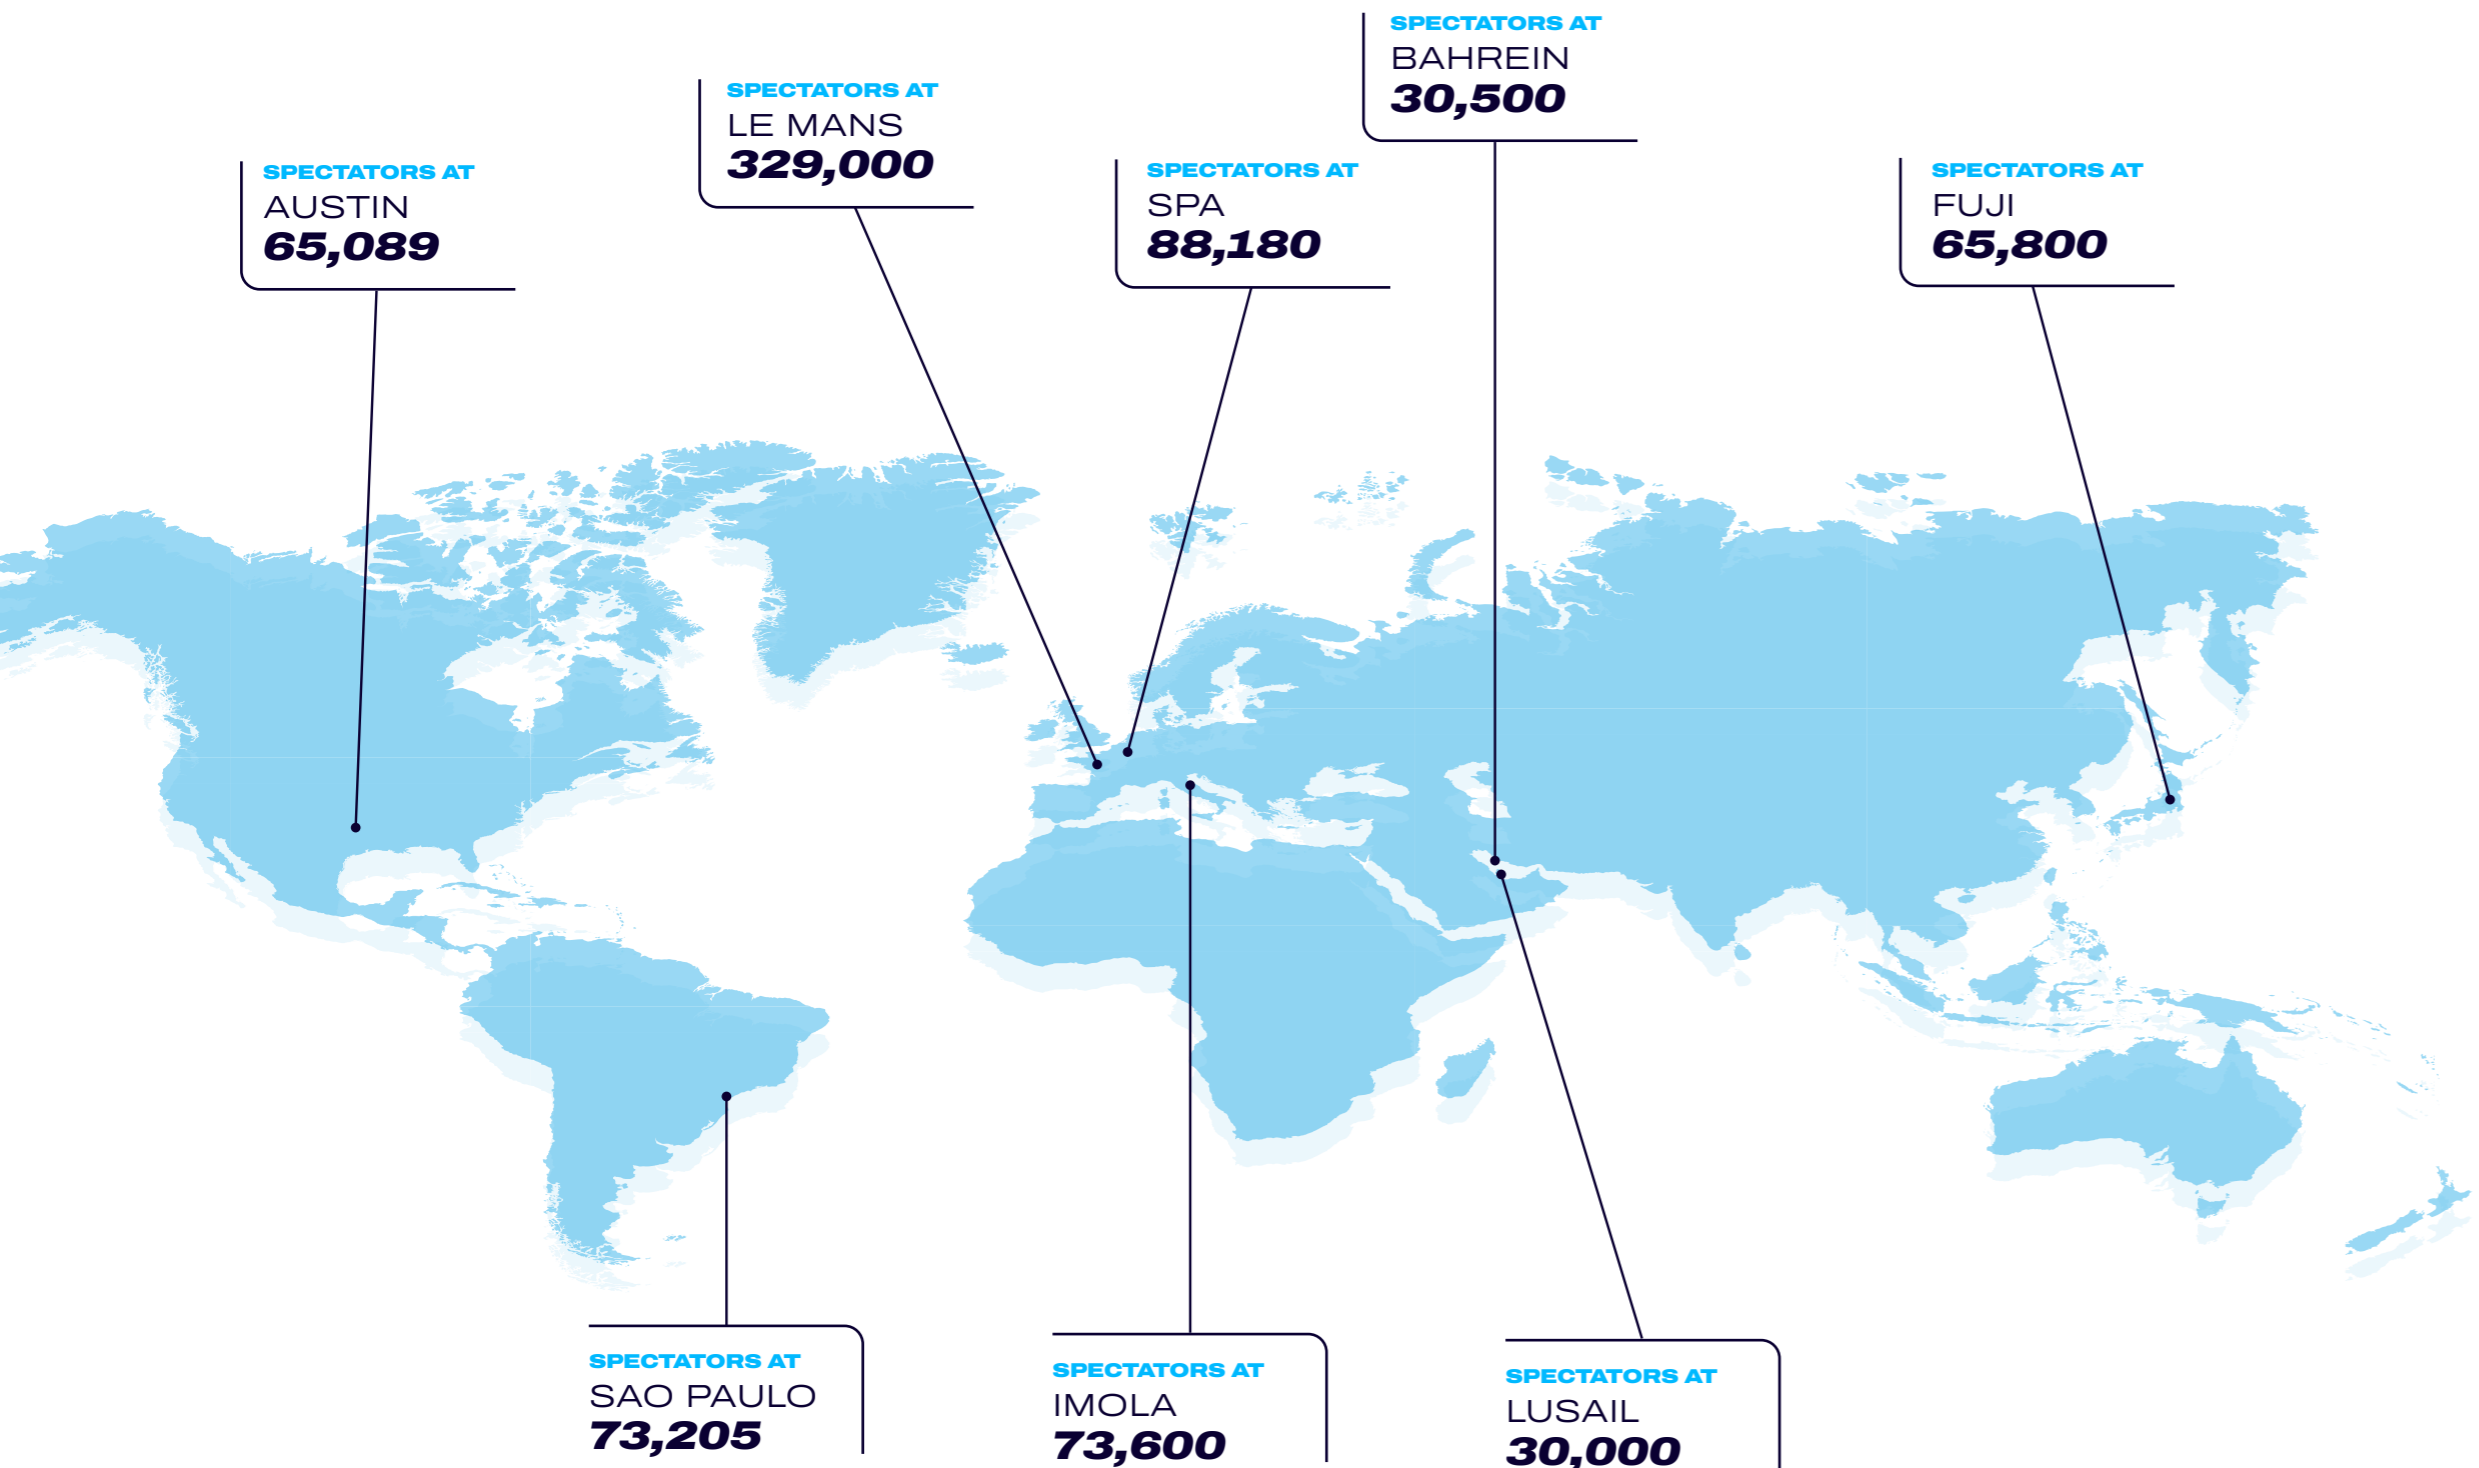 SPECTATORS AT
BAHREIN
30,500
SPECTATORS AT
LE MANS
329,000
SPECTATORS AT
AUSTIN
65,089
SPECTATORS AT
SPA
88,180
SPECTATORS AT
FUJI
65,800
SPECTATORS AT
SAO PAULO
73,205
SPECTATORS AT
IMOLA
73,600
SPECTATORS AT
LUSAIL
30,000